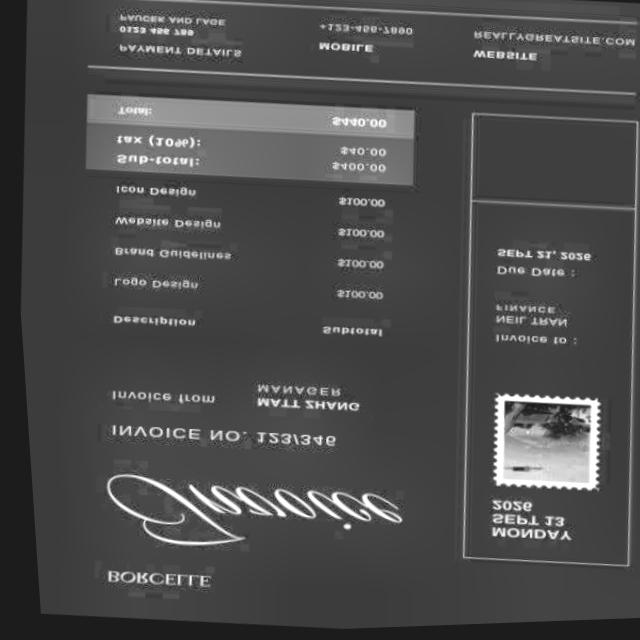 BORCELLE
Invoice
INVOICE NO. 123/346
Invoice from
MATT ZHANG
MANAGER
MONDAY
SEPT 13
2026
Invoice to :
NEIL TRAN
FINANCE
Due Date :
SEPT 21, 2026
Description Subtotal
Logo Design $100.00
Brand Guidelines $100.00
Website Design $100.00
Icon Design $100.00
Sub-total: $400.00
tax (10%): $40.00
Total: $440.00
PAYMENT DETAILS
0123 456 789
PAUCEK AND LAGE
MOBILE
+123-456-7890
WEBSITE
REALLYGREATSITE.COM